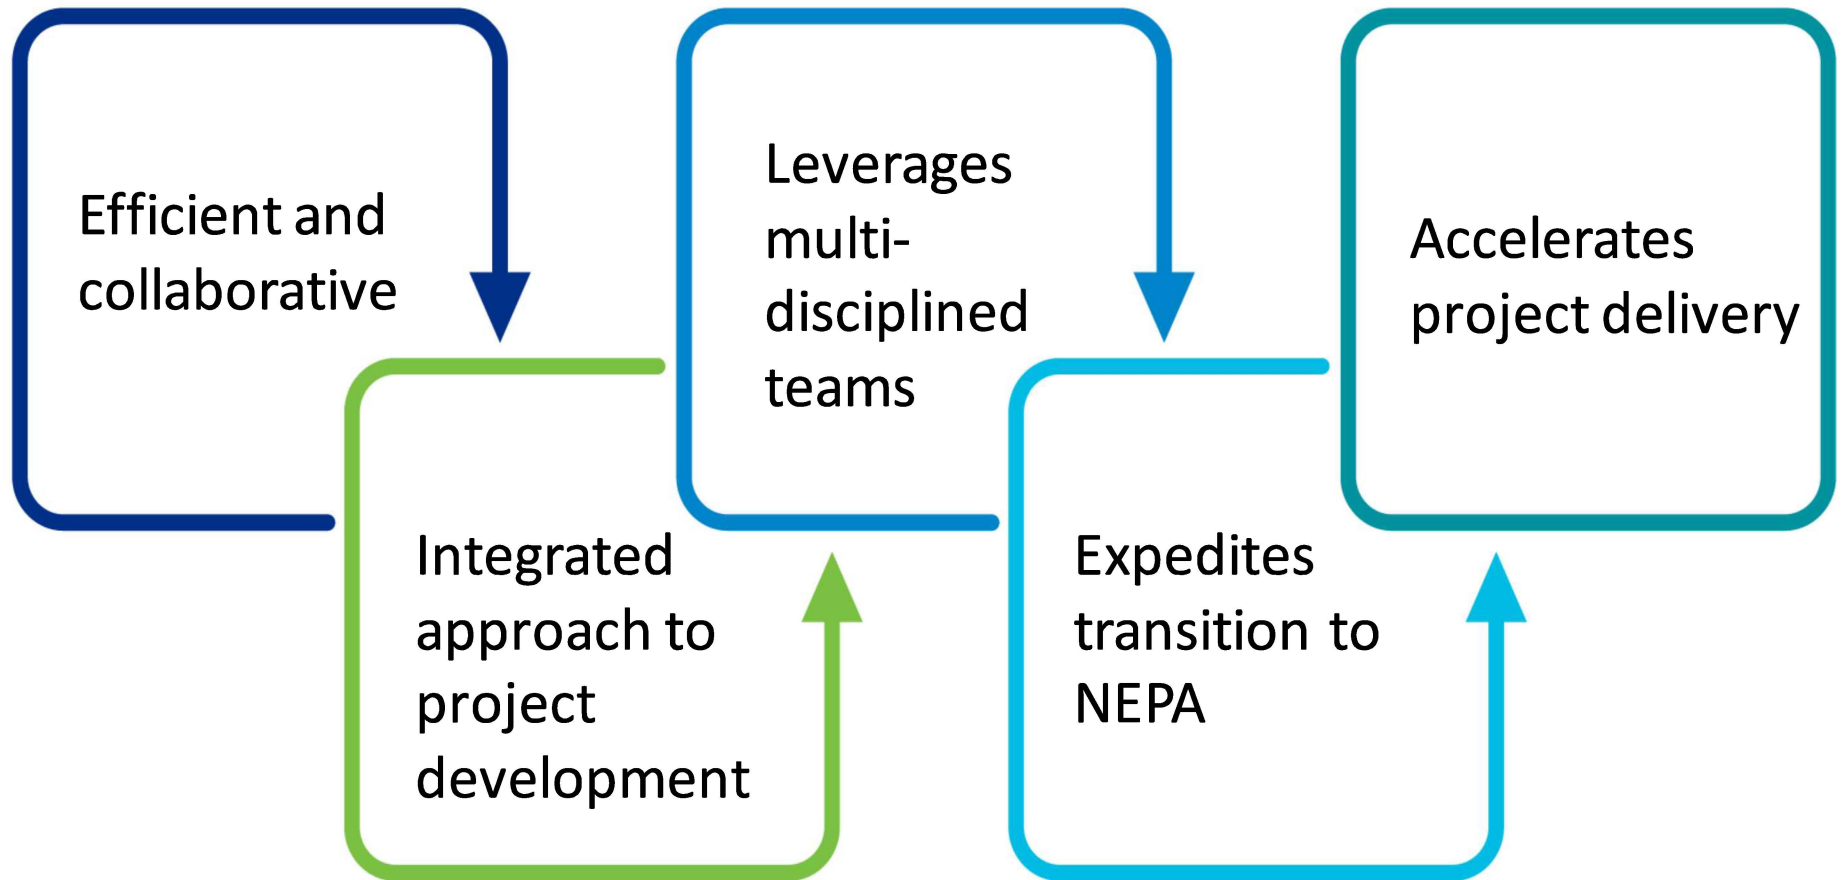 Efficient and
collaborative
Integrated
approach to
project
development
Leverages
multi-
disciplined
teams
Expedites
transition to
NEPA
Accelerates
project delivery